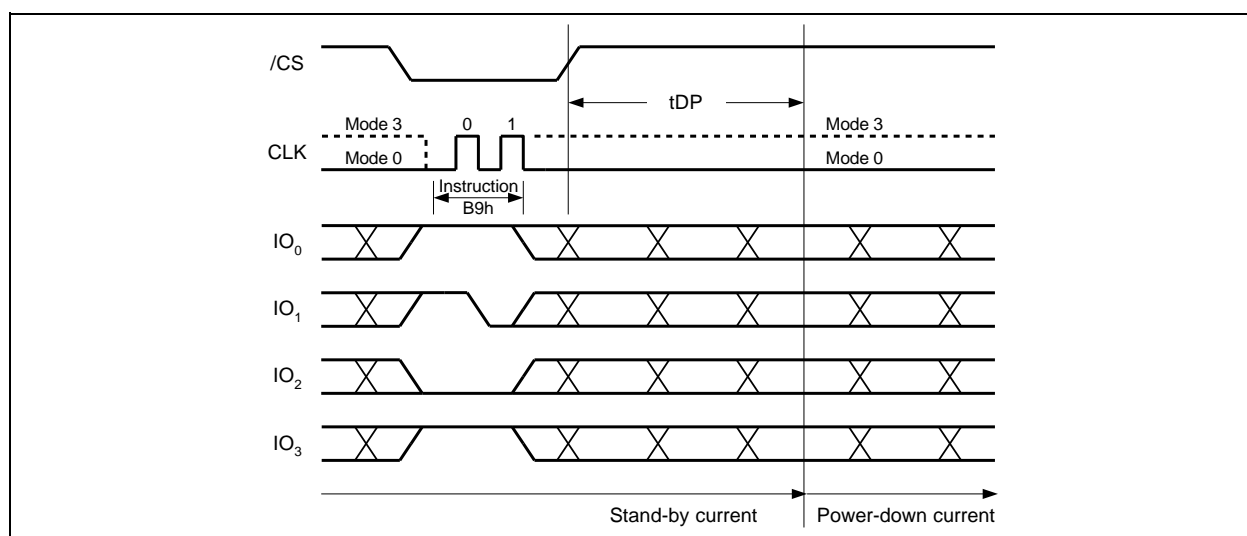 /CS
tDP
Mode 3 0 1 Mode 3
CLK
Mode 0 Mode 0
Instruction
B9h
IO0
IO1
IO2
IO3
Stand-by current Power-down current